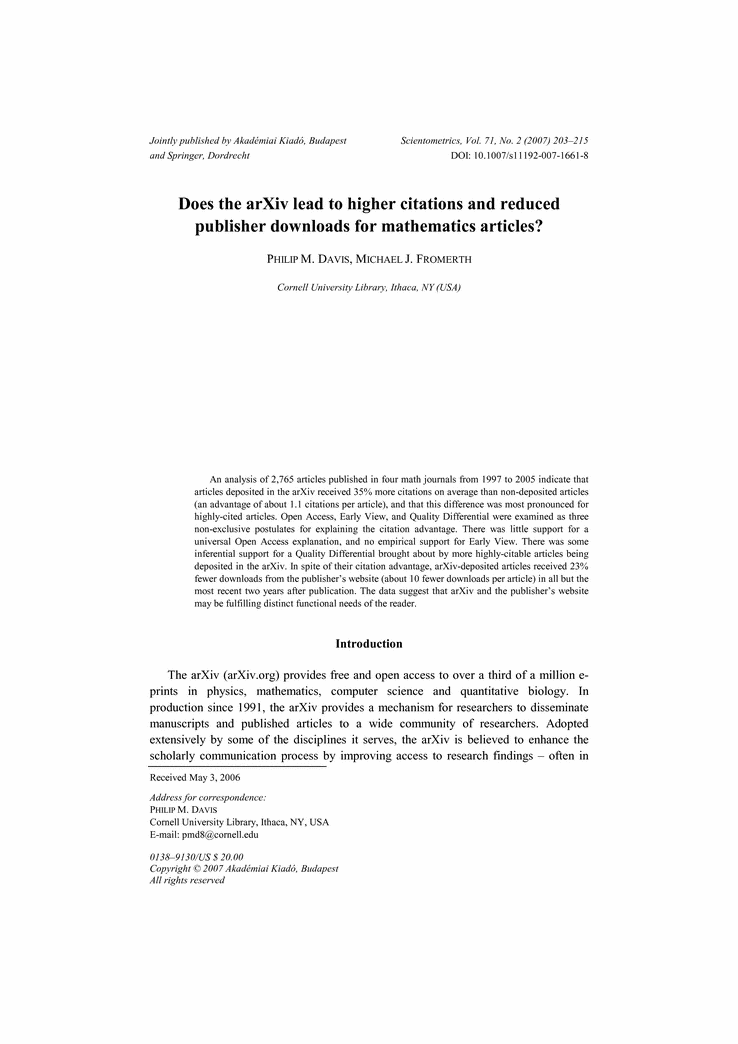 Jointly published by Akadémiai Kiadó, Budapest
and Springer, Dordrecht
Scientometrics, Vol. 71, No. 2 (2007) 203–215
DOI: 10.1007/s11192-007-1661-8
Does the arXiv lead to higher citations and reduced
publisher downloads for mathematics articles?
PHILIP M. DAVIS, MICHAEL J. FROMERTH
Cornell University Library, Ithaca, NY (USA)
An analysis of 2,765 articles published in four math journals from 1997 to 2005 indicate that
articles deposited in the arXiv received 35% more citations on average than non-deposited articles
(an advantage of about 1.1 citations per article), and that this difference was most pronounced for
highly-cited articles. Open Access, Early View, and Quality Differential were examined as three
non-exclusive postulates for explaining the citation advantage. There was little support for a
universal Open Access explanation, and no empirical support for Early View. There was some
inferential support for a Quality Differential brought about by more highly-citable articles being
deposited in the arXiv. In spite of their citation advantage, arXiv-deposited articles received 23%
fewer downloads from the publisher's website (about 10 fewer downloads per article) in all but the
most recent two years after publication. The data suggest that arXiv and the publisher's website
may be fulfilling distinct functional needs of the reader.
Introduction
The arXiv (arXiv.org) provides free and open access to over a third of a million e-
prints in physics, mathematics, computer science and quantitative biology. In
production since 1991, the arXiv provides a mechanism for researchers to disseminate
manuscripts and published articles to a wide community of researchers. Adopted
extensively by some of the disciplines it serves, the arXiv is believed to enhance the
scholarly communication process by improving access to research findings – often in
Received May 3, 2006
Address for correspondence:
PHILIP M. DAVIS
Cornell University Library, Ithaca, NY, USA
E-mail: pmd8@cornell.edu
0138–9130/US $ 20.00
Copyright © 2007 Akadémiai Kiadó, Budapest
All rights reserved